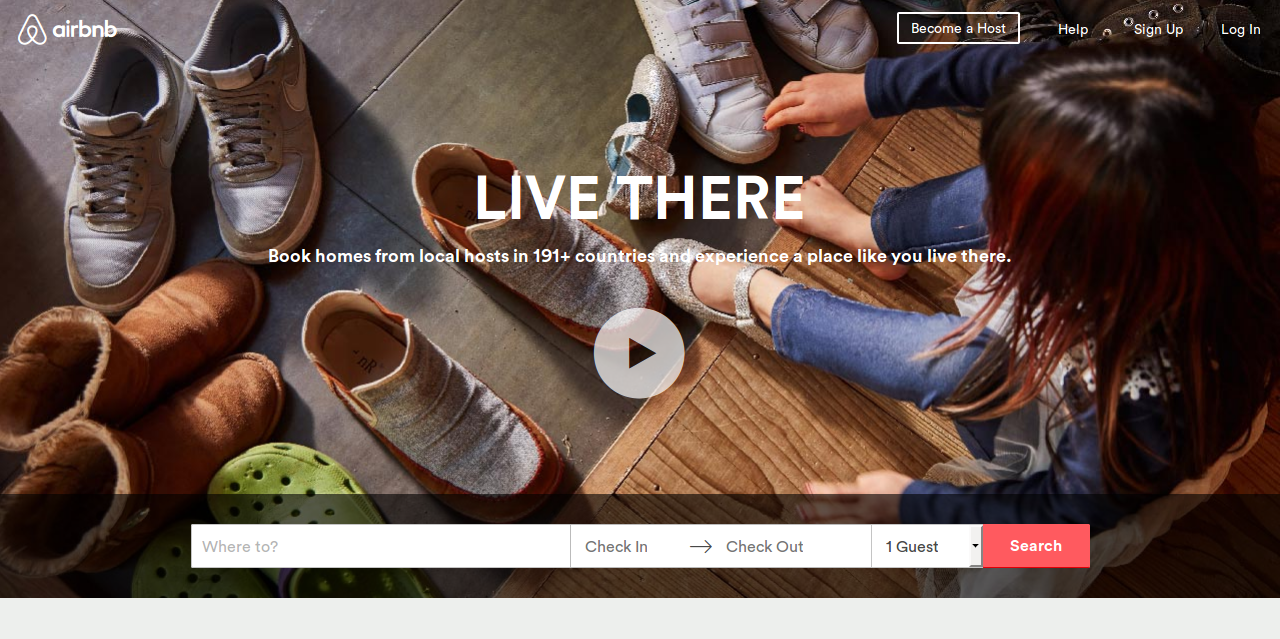 airbnb
Become a Host
Help
Sign Up
Log In
LIVE THERE
Book homes from local hosts in 191+ countries and experience a place like you live there.
Where to?
Check In
Check Out
1 Guest
Search